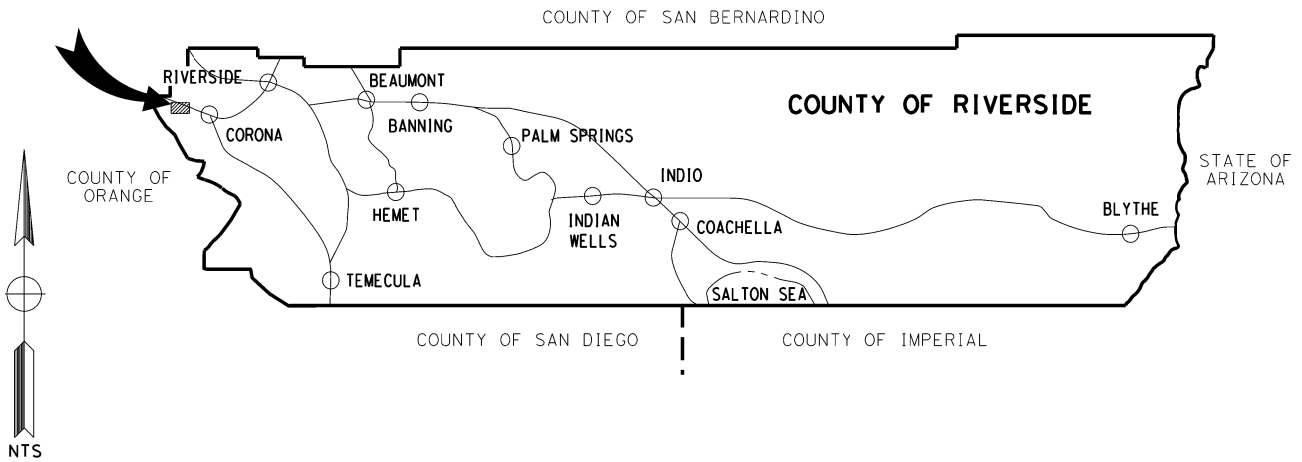 COUNTY OF SAN BERNARDINO
RIVERSIDE
BEAUMONT
COUNTY OF RIVERSIDE
BANNING
CORONA
PALM SPRINGS
STATE OF
ARIZONA
COUNTY OF
ORANGE
INDIO
HEMET
INDIAN
WELLS
COACHELLA
BLYTHE
TEMECULA
SALTON SEA
COUNTY OF SAN DIEGO
COUNTY OF IMPERIAL
NTS